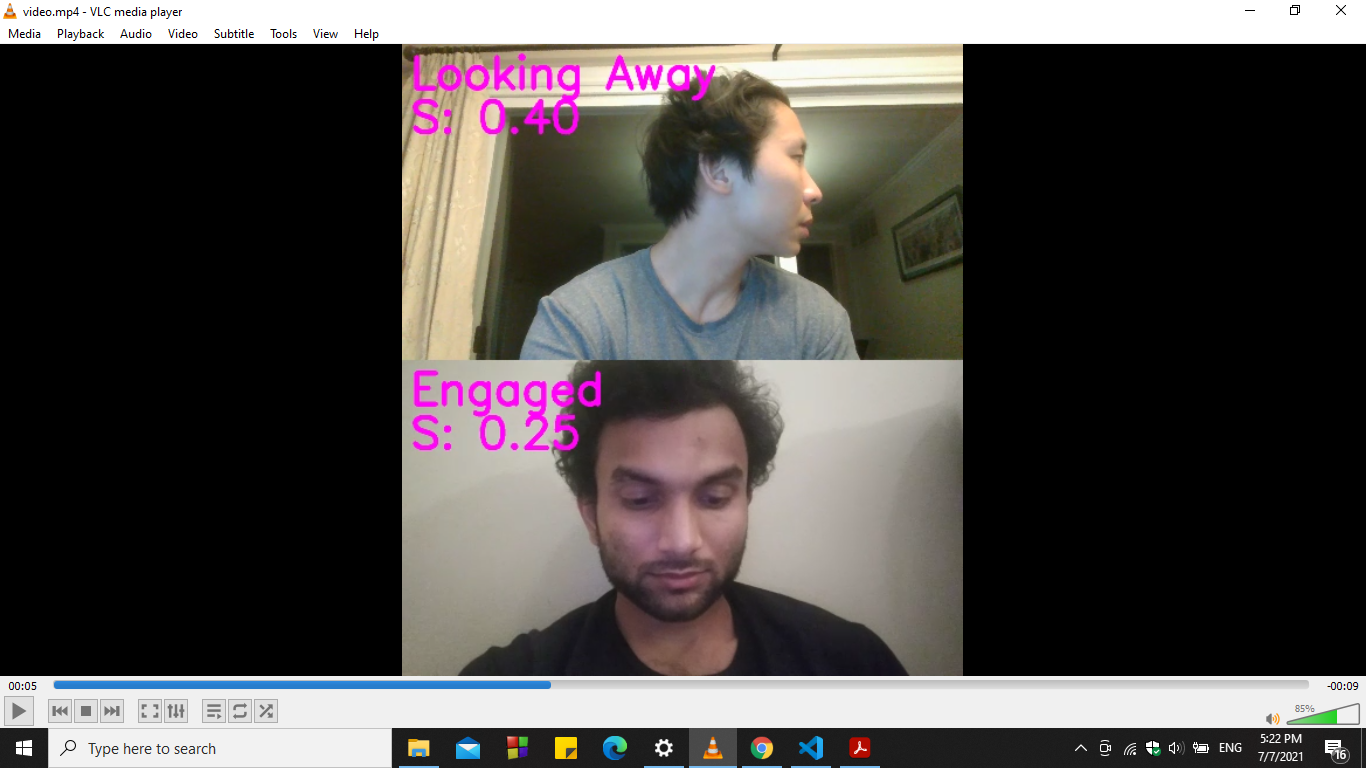 video.mp4 - VLC media player
Media Playback Audio Video Subtitle Tools View Help
Looking Away
S: 0.40
Engaged
S: 0.25
00:05
-00:09
85%
Type here to search
ENG
5:22 PM
7/7/2021
16